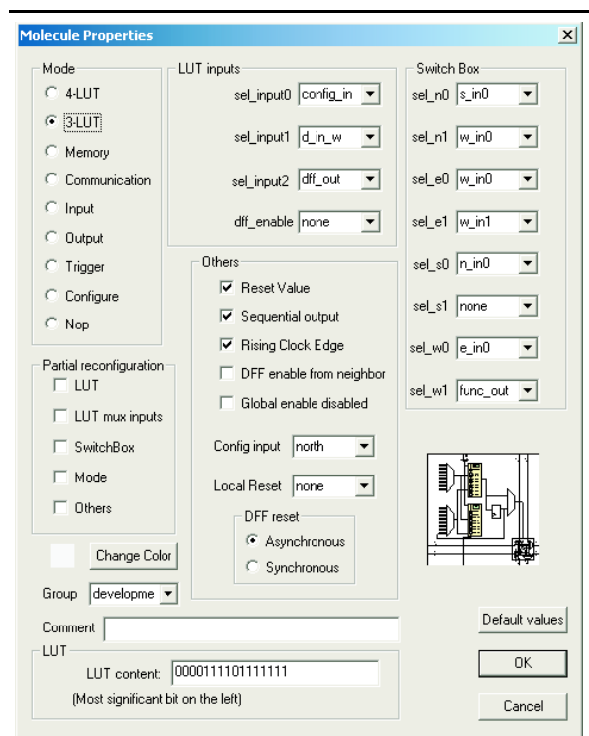 Molecule Properties
Mode
4-LUT
3-LUT
Memory
Communication
Input
Output
Trigger
Configure
Nop
LUT inputs
sel_input0 config_in
sel_input1 d_in_w
sel_input2 dff_out
dff_enable none
Switch Box
sel_n0 s_in0
sel_n1 w_in0
sel_e0 w_in0
sel_e1 w_in1
sel_s0 n_in0
sel_s1 none
sel_w0 e_in0
sel_w1 func_out
Others
Reset Value
Sequential output
Rising Clock Edge
DFF enable from neighbor
Global enable disabled
Config input north
Local Reset none
DFF reset
Asynchronous
Synchronous
Partial reconfiguration
LUT
LUT mux inputs
SwitchBox
Mode
Others
Change Color
Group developme
Comment
LUT
LUT content: 0000111101111111
(Most significant bit on the left)
Default values
OK
Cancel